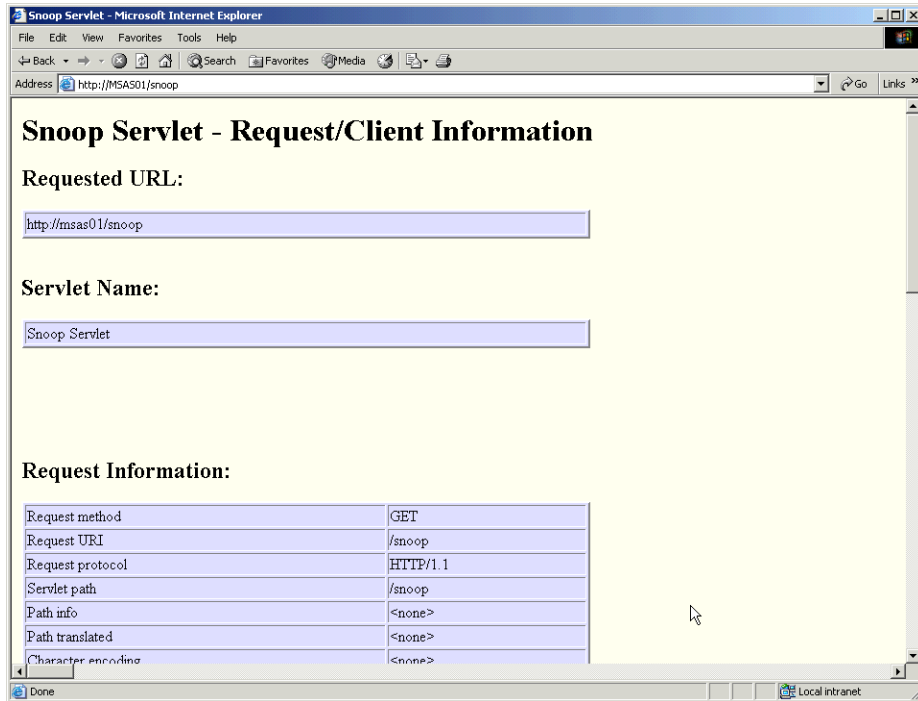 Snoop Servlet - Microsoft Internet Explorer
File Edit View Favorites Tools Help
Back Search Favorites Media
Address http://MSAS01/snoop Go Links »
Snoop Servlet - Request/Client Information
Requested URL:
http://msas01/snoop
Servlet Name:
Snoop Servlet
Request Information:
Request method GET
Request URI /snoop
Request protocol HTTP/1.1
Servlet path /snoop
Path info <none>
Path translated <none>
Character encoding <none>
Done Local intranet